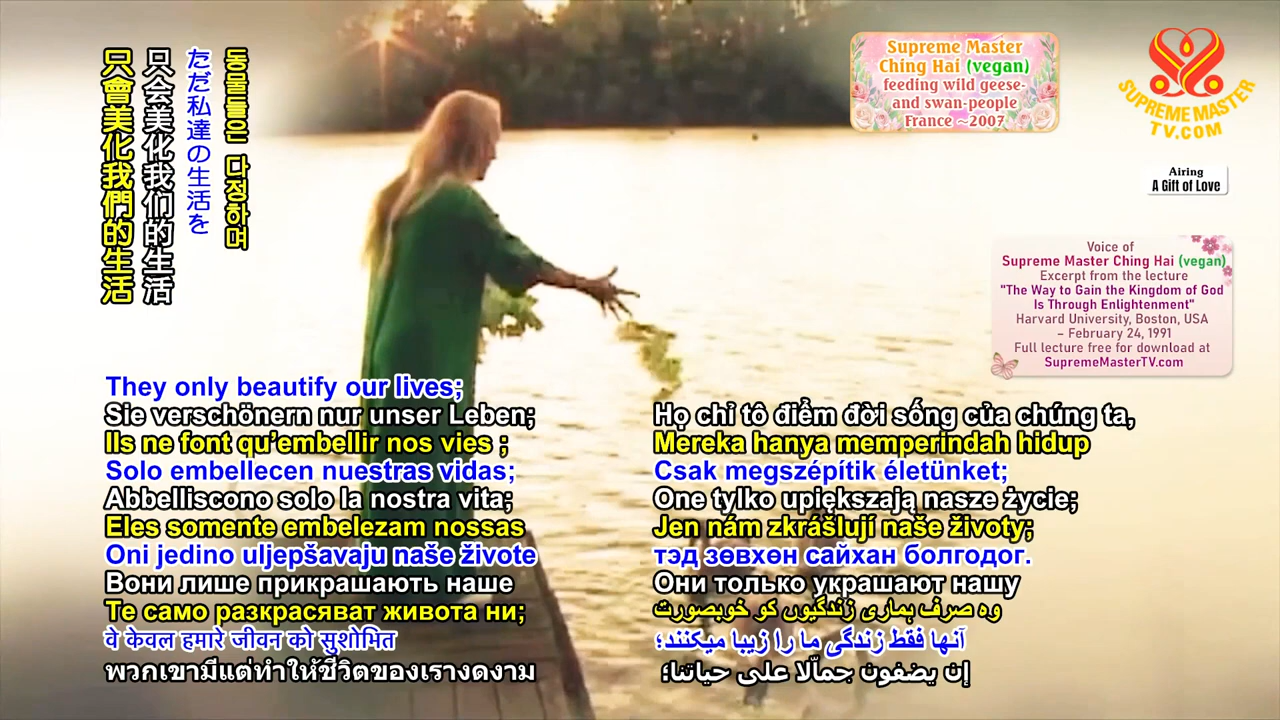 只會美化我們的生活
只会美化我们的生活
ただ私達の生活を
동물들은 다정하며
Supreme Master
Ching Hai (vegan)
feeding wild geese-
and swan-people
France ~2007
SUPREME MASTER
TV.COM
Airing
A Gift of Love
Voice of
Supreme Master Ching Hai (vegan)
Excerpt from the lecture
"The Way to Gain the Kingdom of God
Is Through Enlightenment"
Harvard University, Boston, USA
– February 24, 1991
Full lecture free for download at
SupremeMasterTV.com
They only beautify our lives;
Sie verschönern nur unser Leben;
Ils ne font qu’embellir nos vies ;
Solo embellecen nuestras vidas;
Abbelliscono solo la nostra vita;
Eles somente embelezam nossas
Oni jedino uljepšavaju naše živote
Вони лише прикрашають наше
Те само разкрасяват живота ни;
वे केवल हमारे जीवन को सुशोभित
พวกเขามีแต่ทำให้ชีวิตของเรางดงาม
Họ chỉ tô điểm đời sống của chúng ta,
Mereka hanya memperindah hidup
Csak megszépítik életünket;
One tylko upiększają nasze życie;
Jen nám zkrášlují naše životy;
тэд зөвхөн сайхан болгодог.
Они только украшают нашу
وہ صرف ہماری زندگیوں کو خوبصورت
آنها فقط زندگی ما را زیبا میکنند؛
إن يضفون جمالًا على حياتنا؛